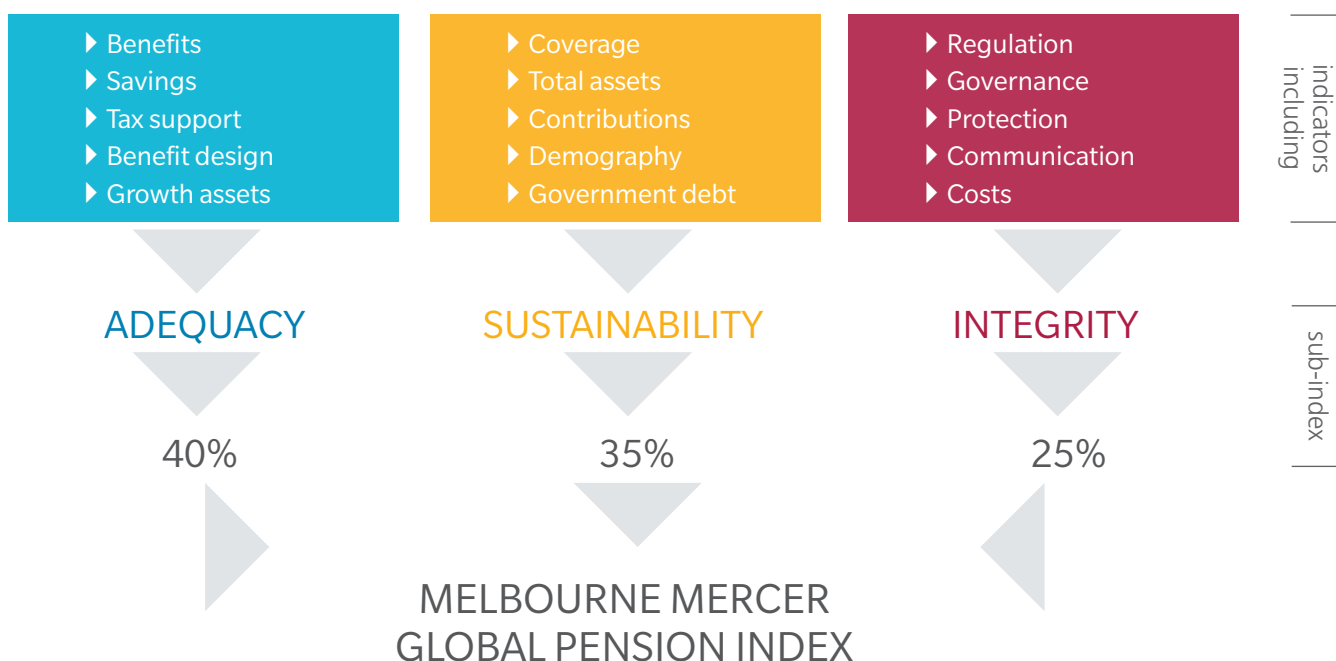 Benefits
Savings
Tax support
Benefit design
Growth assets
Coverage
Total assets
Contributions
Demography
Government debt
Regulation
Governance
Protection
Communication
Costs
indicators
including
ADEQUACY
SUSTAINABILITY
INTEGRITY
sub-index
40%
35%
25%
MELBOURNE MERCER
GLOBAL PENSION INDEX